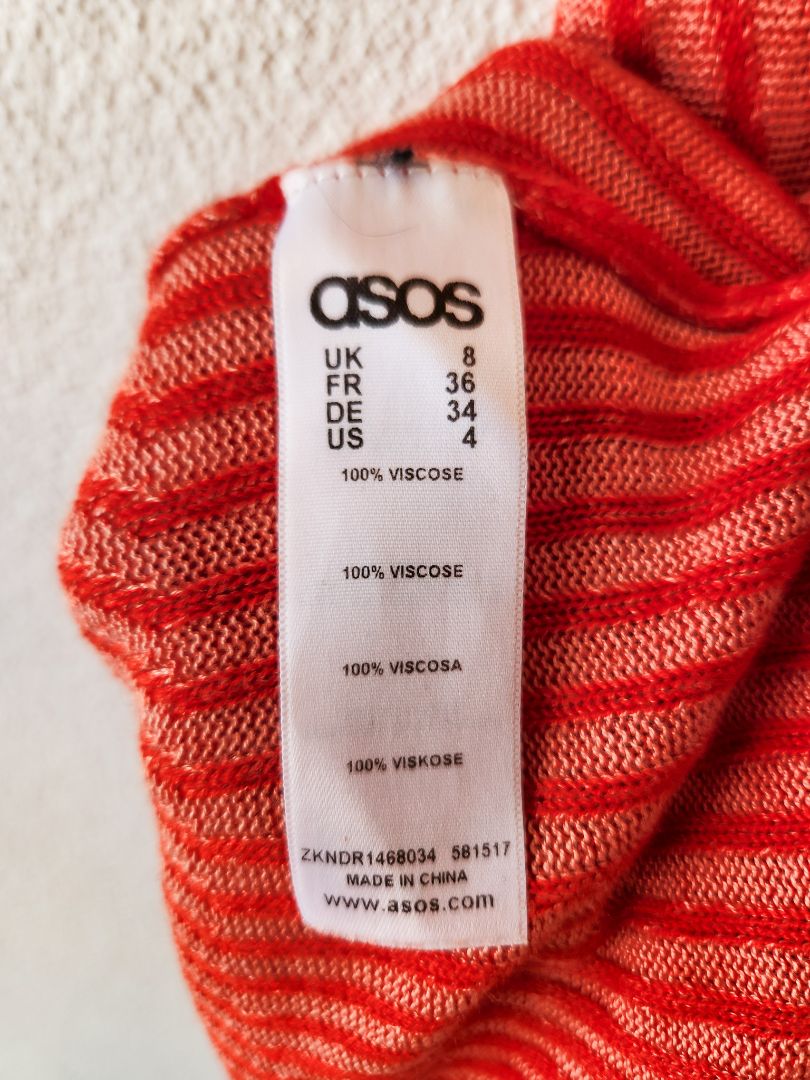 asos
UK 8
FR 36
DE 34
US 4
100% VISCOSE
100% VISCOSE
100% VISCOSA
100% VISKOSE
ZKNDR1468034 581517
MADE IN CHINA
www.asos.com